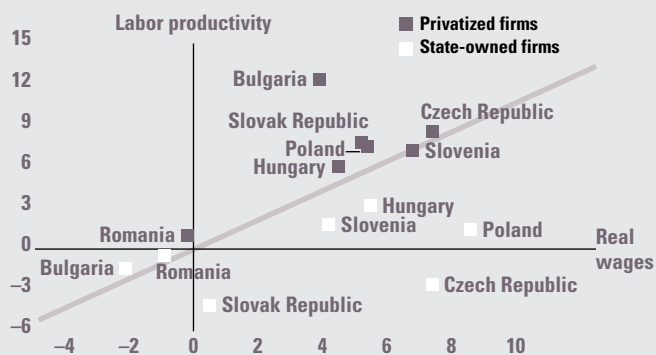 Labor productivity
Privatized firms
State-owned firms
15
12
9
6
3
0
–3
–6
Bulgaria
Slovak Republic
Czech Republic
Poland
Slovenia
Hungary
Hungary
Slovenia
Poland
Romania
Real
wages
Bulgaria
Romania
Czech Republic
Slovak Republic
–4
–2
0
2
4
6
8
10